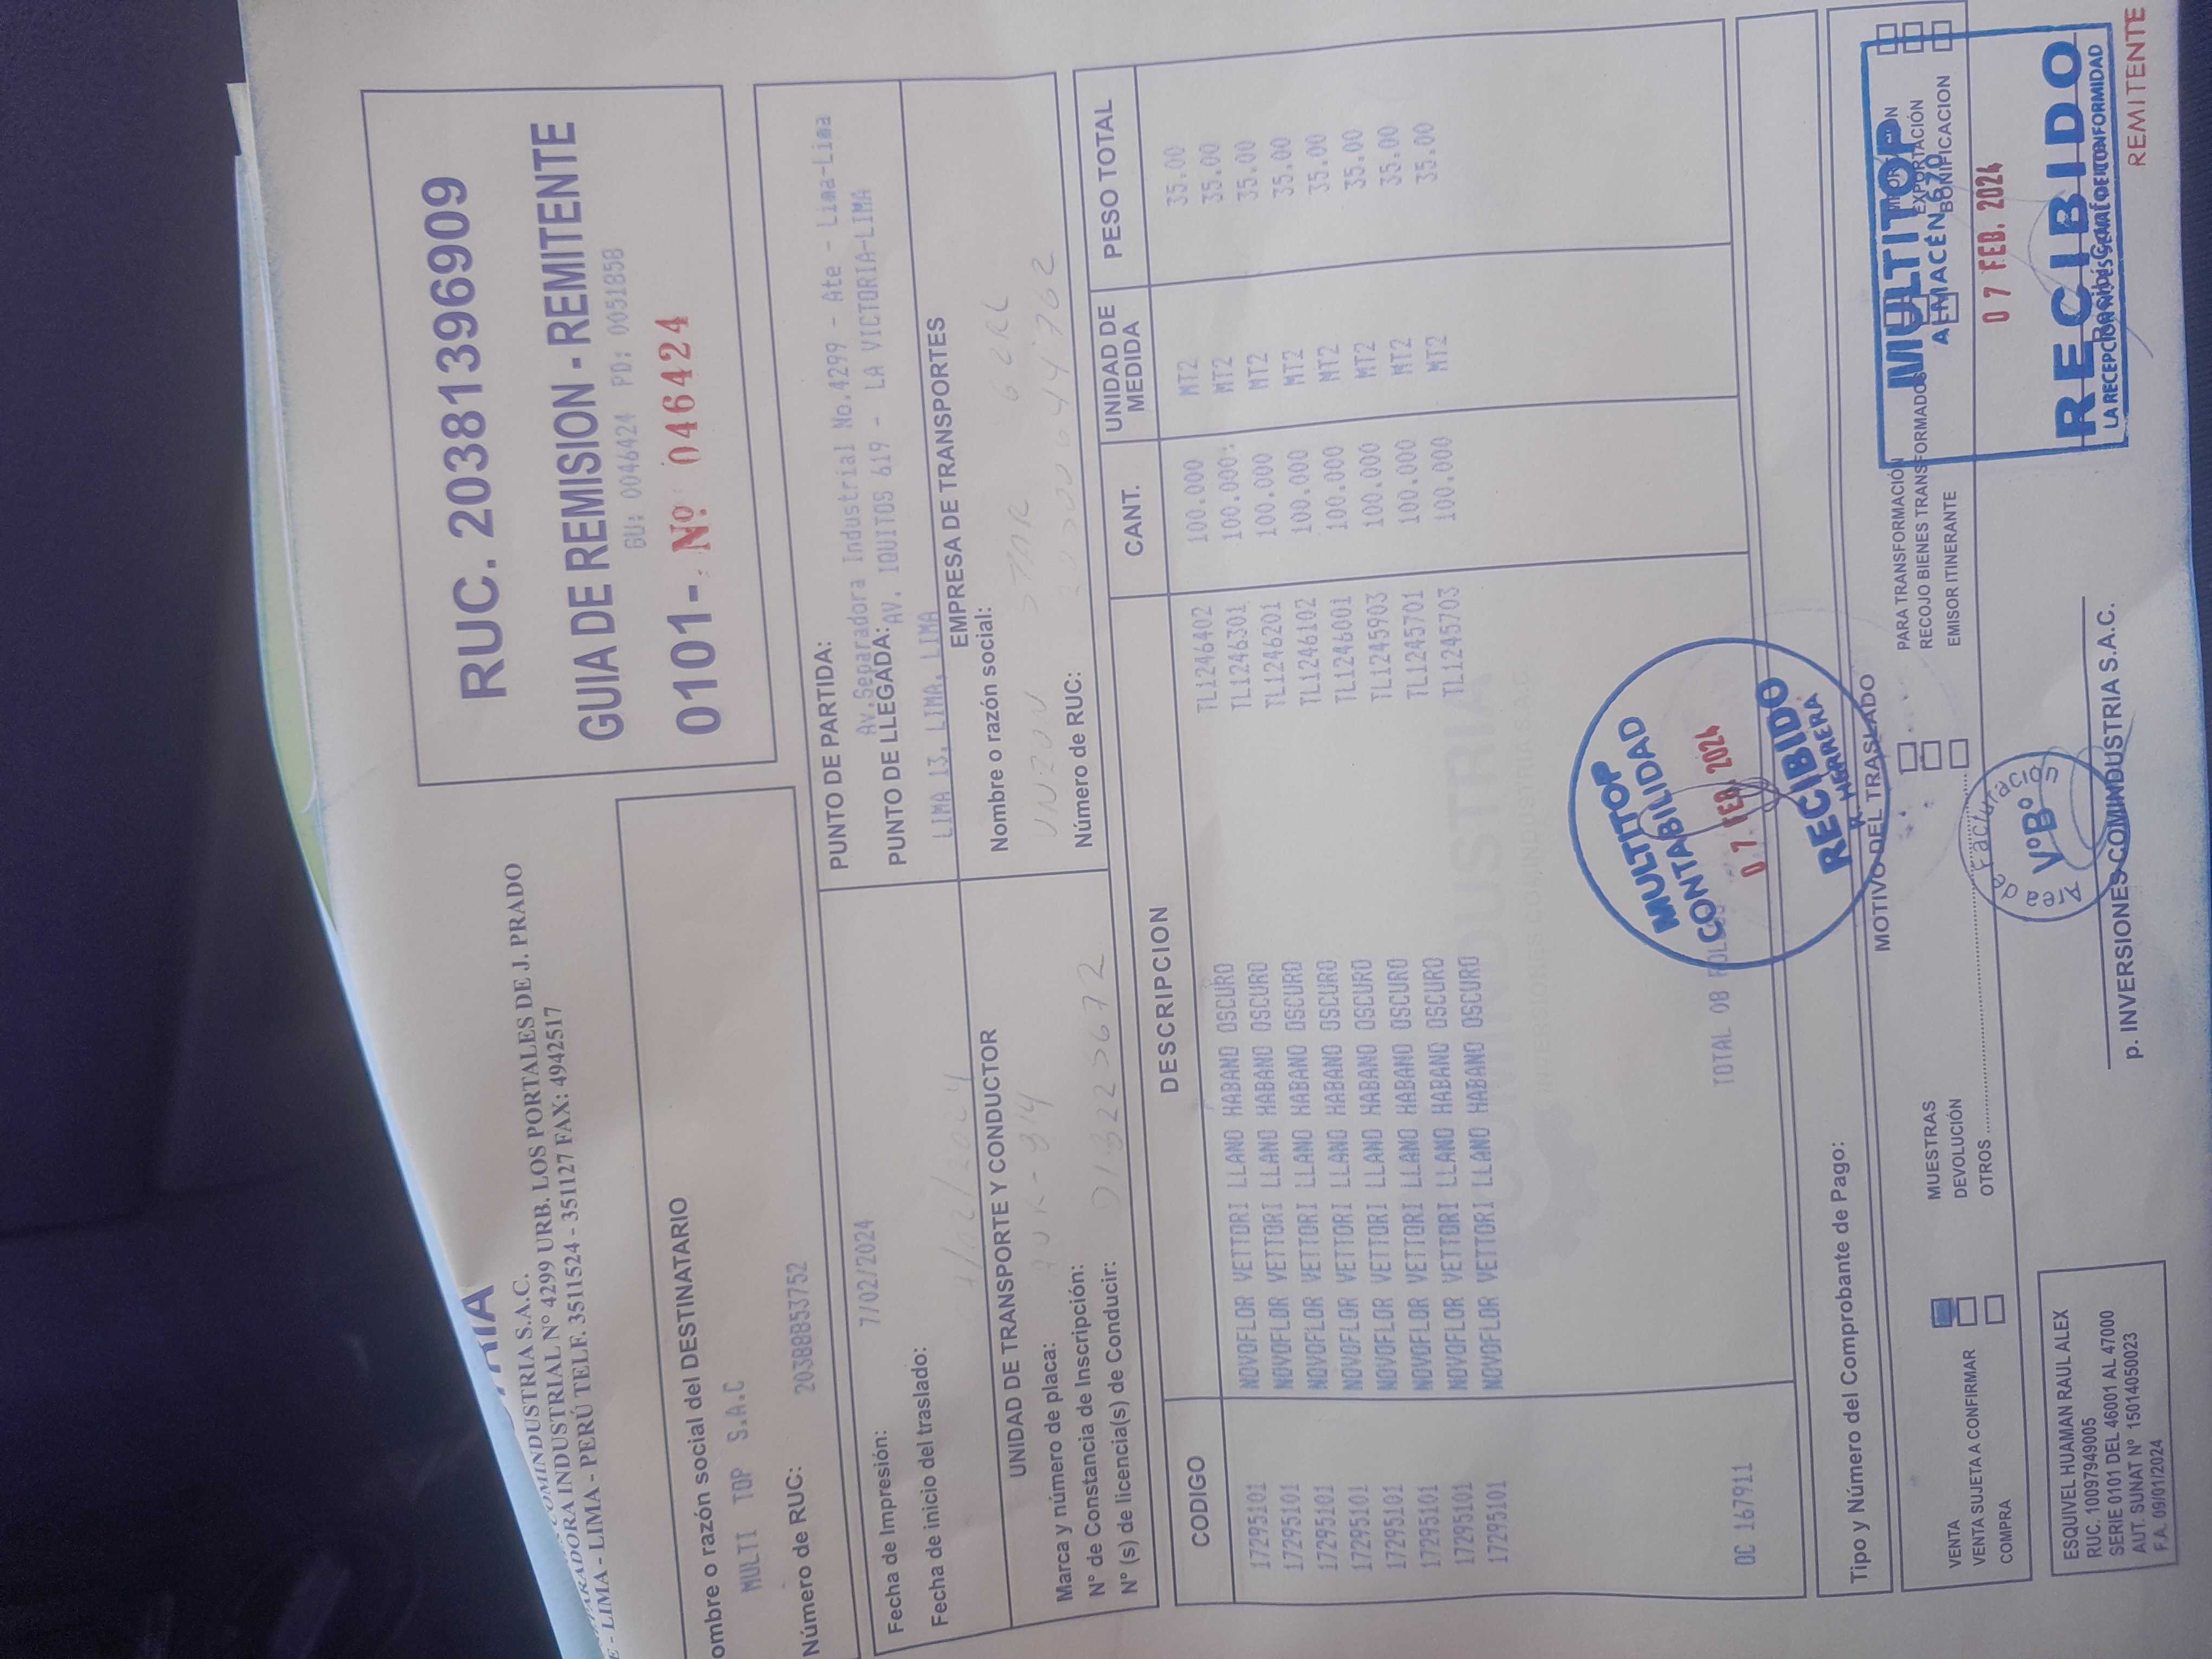 COMINDUSTRIA S.A.C.
INDUSTRIAL N° 4299 URB. LOS PORTALES DE J. PRADO
E - LIMA - LIMA - PERÚ TELF. 3511524 - 351127 FAX: 4942517
RUC. 20381396909
GUIA DE REMISION - REMITENTE
GU: 0046424 PD: 0051858
0101- Nº 046424
ombre o razón social del DESTINATARIO
MULTI TOP S.A.C
Número de RUC: 20388853752
Fecha de Impresión: 7/02/2024
Fecha de inicio del traslado:
PUNTO DE PARTIDA:
Av.Separadora Industrial No.4299 - Ate - Lima-Lima
PUNTO DE LLEGADA: AV. IQUITOS 619 - LA VICTORIA-LIMA
LIMA 13, LIMA, LIMA
UNIDAD DE TRANSPORTE Y CONDUCTOR
Marca y número de placa:
N° de Constancia de Inscripción:
N° (s) de licencia(s) de Conducir:
EMPRESA DE TRANSPORTES
Nombre o razón social:
Número de RUC:
CODIGO DESCRIPCION CANT. UNIDAD DE MEDIDA PESO TOTAL
17295101 NOVOFLOR VETTORI LLANO HABANO OSCURO TL1246402 100.000 MT2 35.00
17295101 NOVOFLOR VETTORI LLANO HABANO OSCURO TL1246301 100.000 MT2 35.00
17295101 NOVOFLOR VETTORI LLANO HABANO OSCURO TL1246201 100.000 MT2 35.00
17295101 NOVOFLOR VETTORI LLANO HABANO OSCURO TL1246102 100.000 MT2 35.00
17295101 NOVOFLOR VETTORI LLANO HABANO OSCURO TL1246001 100.000 MT2 35.00
17295101 NOVOFLOR VETTORI LLANO HABANO OSCURO TL1245903 100.000 MT2 35.00
17295101 NOVOFLOR VETTORI LLANO HABANO OSCURO TL1245701 100.000 MT2 35.00
17295101 NOVOFLOR VETTORI LLANO HABANO OSCURO TL1245703 100.000 MT2 35.00
OC 167911 TOTAL 08
MULTITOP
CONTABILIDAD
07 FEB. 2024
RECIBIDO
R. HERRERA
Tipo y Número del Comprobante de Pago:
MOTIVO DEL TRASLADO
VENTA
VENTA SUJETA A CONFIRMAR
COMPRA
MUESTRAS
DEVOLUCIÓN
OTROS
PARA TRANSFORMACIÓN
RECOJO BIENES TRANSFORMADOS
EMISOR ITINERANTE
EXPORTACIÓN
BONIFICACION
MULTITOP
ALMACÉN 670
07 FEB. 2024
RECIBIDO
LA RECEPCION NO ES SEÑAL DE CONFORMIDAD
Area de Facturación
VºBº
ESQUIVEL HUAMAN RAUL ALEX
RUC. 10097949005
SERIE 0101 DEL 46001 AL 47000
AUT. SUNAT Nº 15014050023
F.A. 09/01/2024
p. INVERSIONES COMINDUSTRIA S.A.C.
REMITENTE